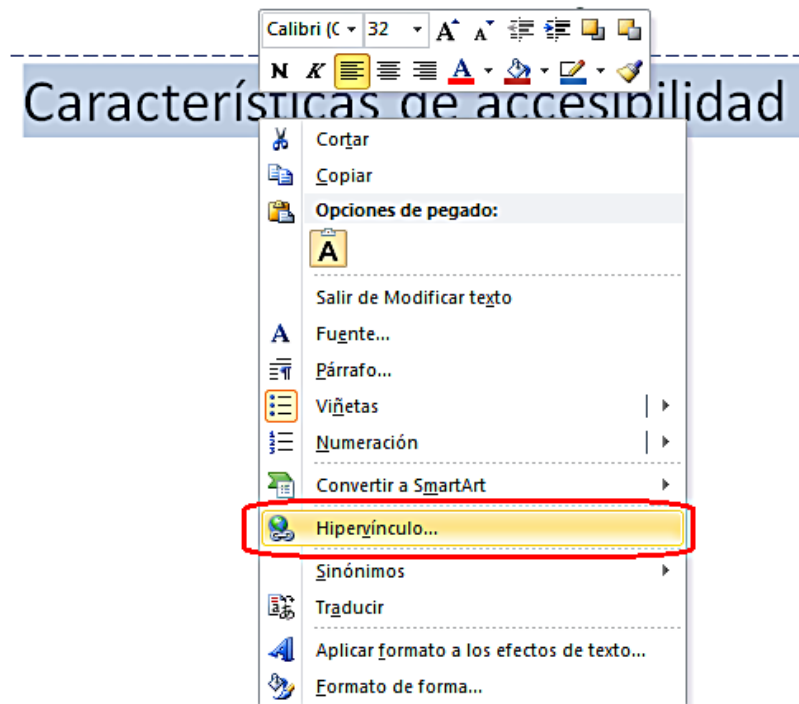 Calibri (C 32 A A
N K A
Características de accesibilidad
Cortar
Copiar
Opciones de pegado:
A
Salir de Modificar texto
A Fuente...
Párrafo...
Viñetas
Numeración
Convertir a SmartArt
Hipervínculo...
Sinónimos
Traducir
Aplicar formato a los efectos de texto...
Formato de forma...